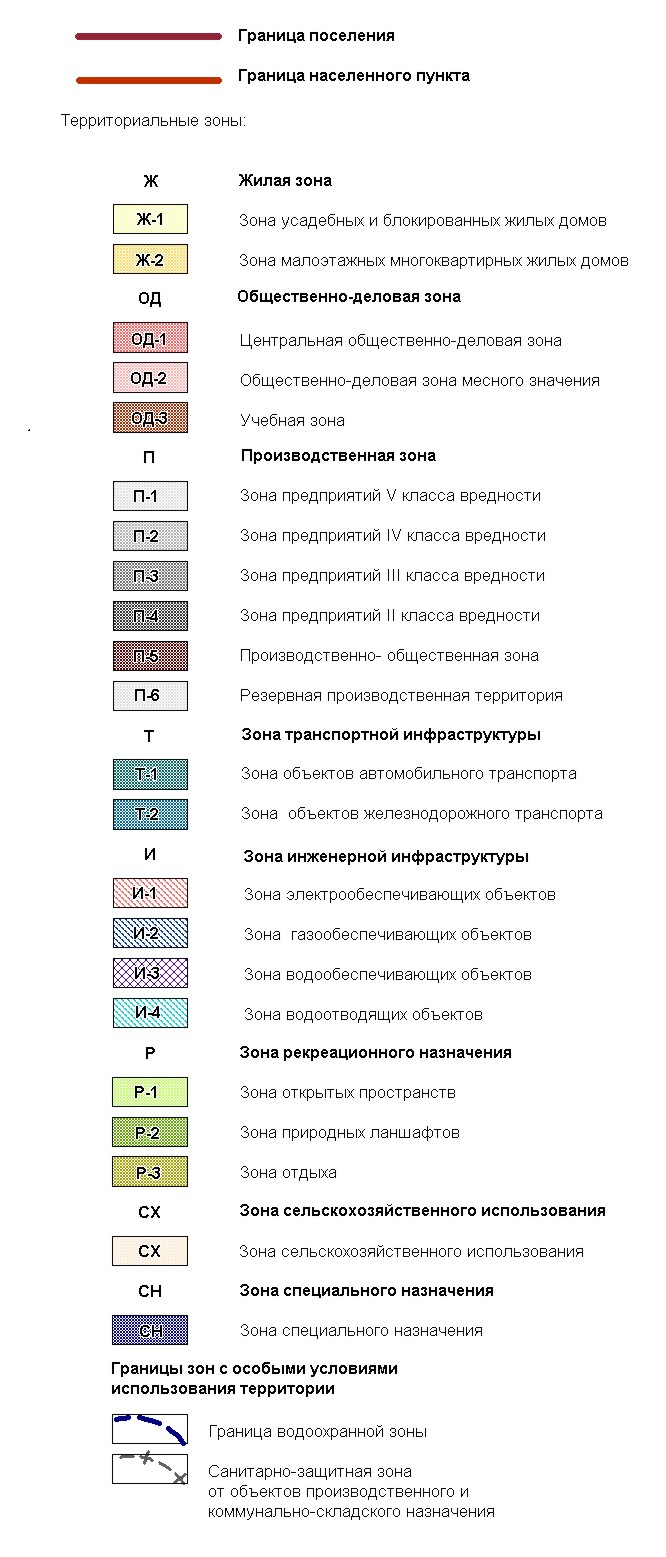 Граница поселения
Граница населенного пункта
Территориальные зоны:
Ж Жилая зона
Ж-1 Зона усадебных и блокированных жилых домов
Ж-2 Зона малоэтажных многоквартирных жилых домов
ОД Общественно-деловая зона
ОД-1 Центральная общественно-деловая зона
ОД-2 Общественно-деловая зона месного значения
ОД-3 Учебная зона
П Производственная зона
П-1 Зона предприятий V класса вредности
П-2 Зона предприятий IV класса вредности
П-3 Зона предприятий III класса вредности
П-4 Зона предприятий II класса вредности
П-5 Производственно- общественная зона
П-6 Резервная производственная территория
Т Зона транспортной инфраструктуры
Т-1 Зона объектов автомобильного транспорта
Т-2 Зона объектов железнодорожного транспорта
И Зона инженерной инфраструктуры
И-1 Зона электрообеспечивающих объектов
И-2 Зона газообеспечивающих объектов
И-3 Зона водообеспечивающих объектов
И-4 Зона водоотводящих объектов
Р Зона рекреационного назначения
Р-1 Зона открытых пространств
Р-2 Зона природных ланшафтов
Р-3 Зона отдыха
СХ Зона сельскохозяйственного использования
СХ Зона сельскохозяйственного использования
СН Зона специального назначения
СН Зона специального назначения
Границы зон с особыми условиями
использования территории
Граница водоохранной зоны
Санитарно-защитная зона
от объектов производственного и
коммунально-складского назначения